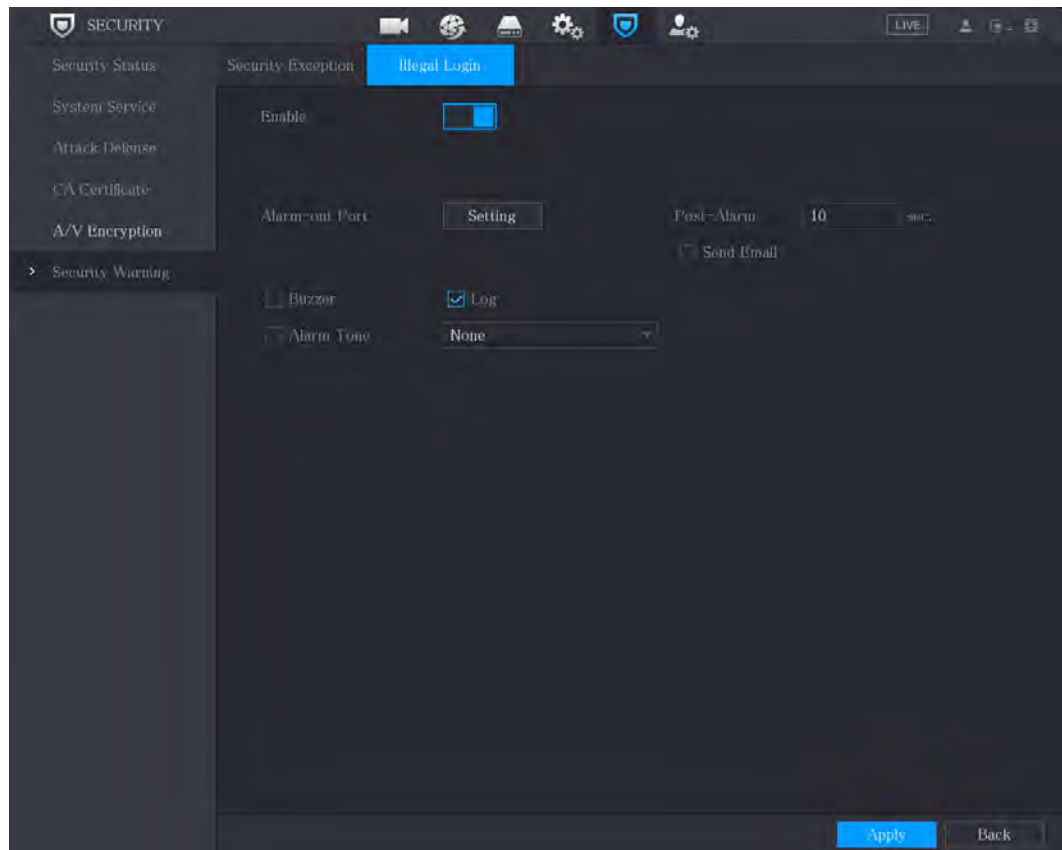 SECURITY
LIVE
Security Status
Security Exception
Illegal Login
System Service
Enable
Attack Defense
CA Certificate
A/V Encryption
Alarm-out Port
Setting
Post-Alarm
10
sec.
Send Email
Security Warning
Buzzer
Log
Alarm Tone
None
Apply
Back